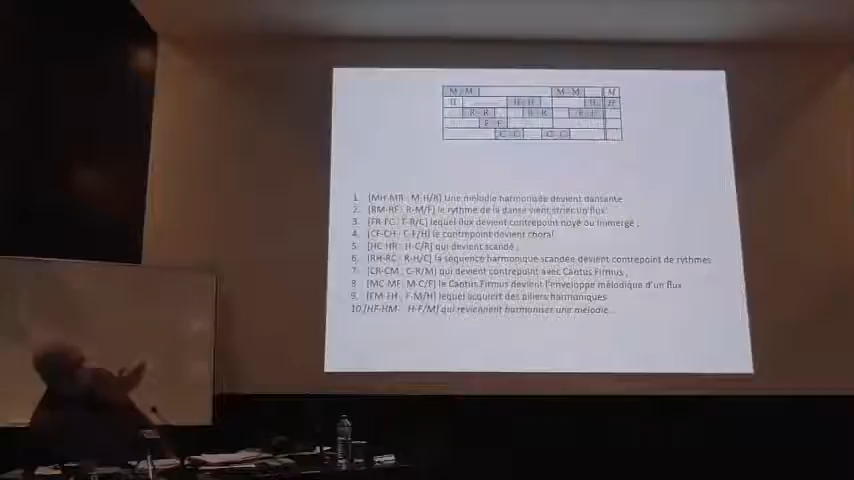 M M M M M
H H H H H
R R R R
F F
C C C C
1. [MH-MR : M-H/R] Une mélodie harmonisée devient dansante
2. [RM-RF : R-M/F] le rythme de la danse vient strier un flux
3. [FR-FC : F-R/C] lequel flux devient contrepoint noyé ou immergé ;
4. [CF-CH : C-F/H] le contrepoint devient choral
5. [HC-HR : H-C/R] qui devient scandé ;
6. [RH-RC : R-H/C] la séquence harmonique scandée devient contrepoint de rythmes
7. [CR-CM : C-R/M] qui devient contrepoint avec Cantus Firmus ,
8. [MC-MF : M-C/F] le Cantus Firmus devient l'enveloppe mélodique d'un flux
9. [FM-FH : F-M/H] lequel acquiert des piliers harmoniques
10. [HF-HM : H-F/M] qui reviennent harmoniser une mélodie